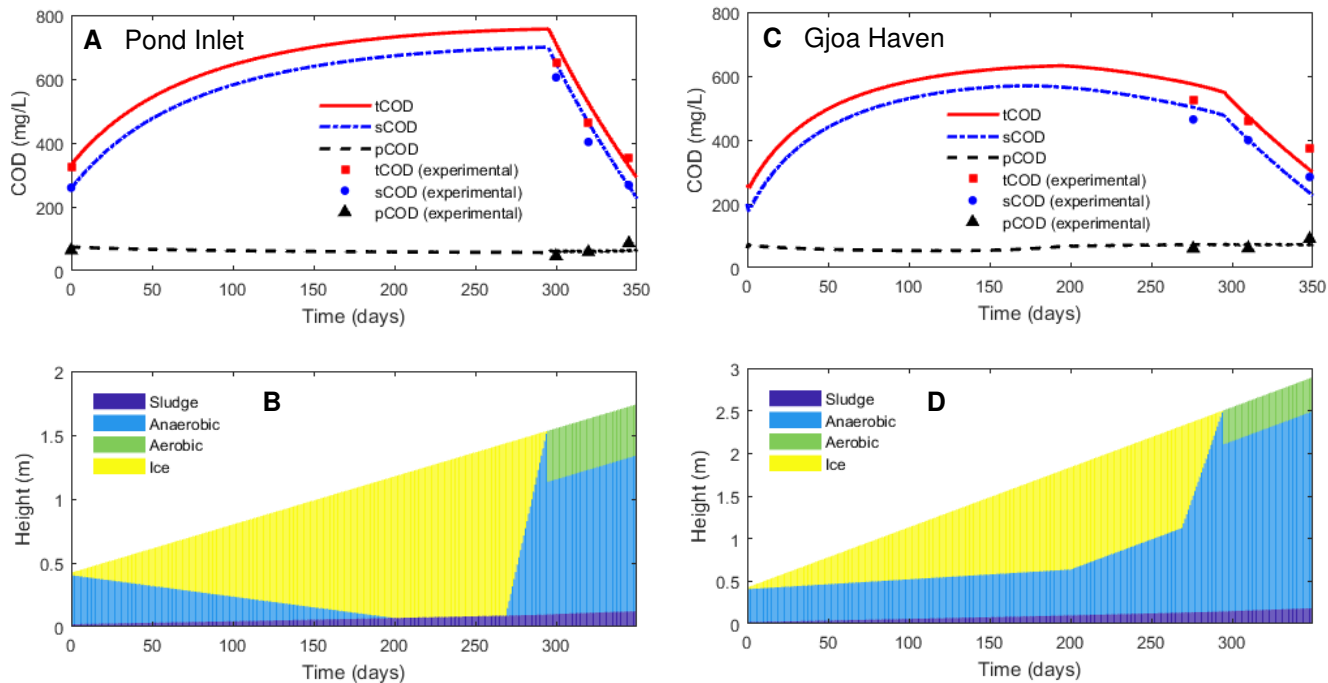 A Pond Inlet
800
600
400
200
0
COD (mg/L)
tCOD
sCOD
pCOD
tCOD (experimental)
sCOD (experimental)
pCOD (experimental)
0 50 100 150 200 250 300 350
Time (days)
C Gjoa Haven
800
600
400
200
0
COD (mg/L)
tCOD
sCOD
pCOD
tCOD (experimental)
sCOD (experimental)
pCOD (experimental)
0 50 100 150 200 250 300 350
Time (days)
B
2
1.5
1
0.5
0
Height (m)
Sludge
Anaerobic
Aerobic
Ice
0 50 100 150 200 250 300 350
Time (days)
D
3
2.5
2
1.5
1
0.5
0
Height (m)
Sludge
Anaerobic
Aerobic
Ice
0 50 100 150 200 250 300 350
Time (days)